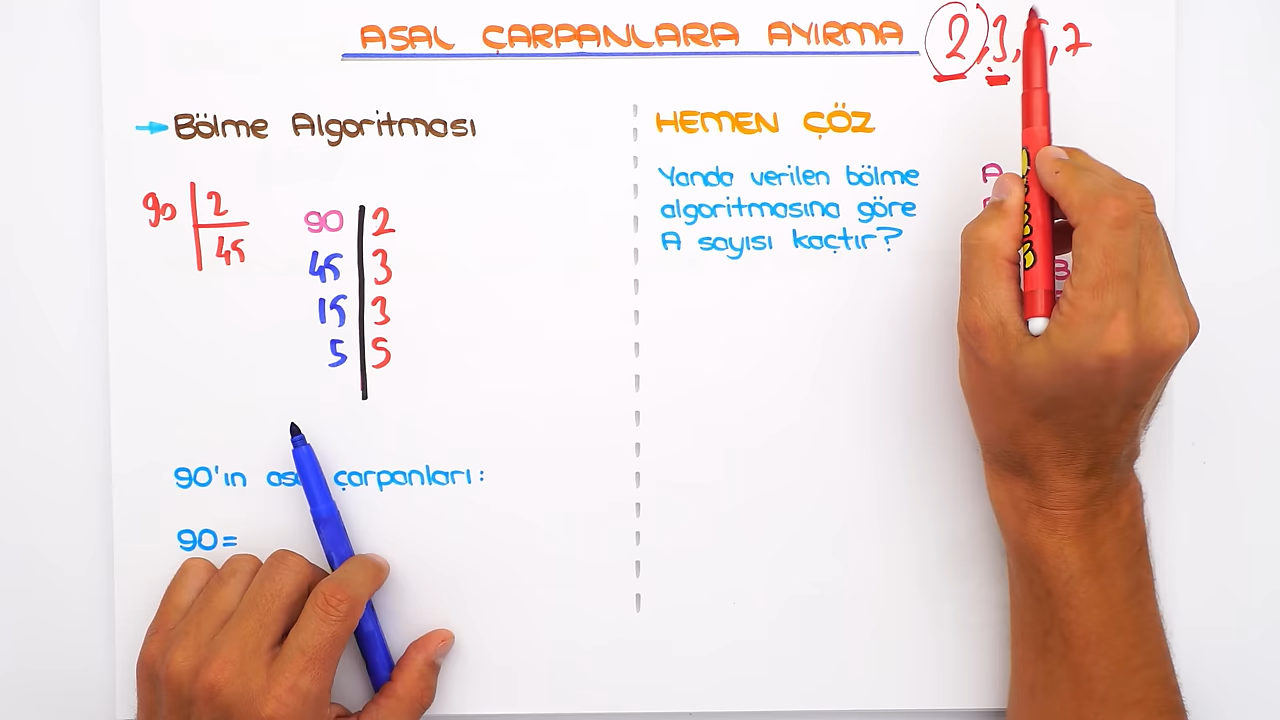 ASAL ÇARPANLARA AYIRMA
2, 3, , 7
Bölme Algoritması
90 2
45
90 2
45 3
15 3
5 5
90'ın çarpanları:
90=
HEMEN ÇÖZ
Yanda verilen bölme
algoritmasına göre
A sayısı kaçtır?
A
B